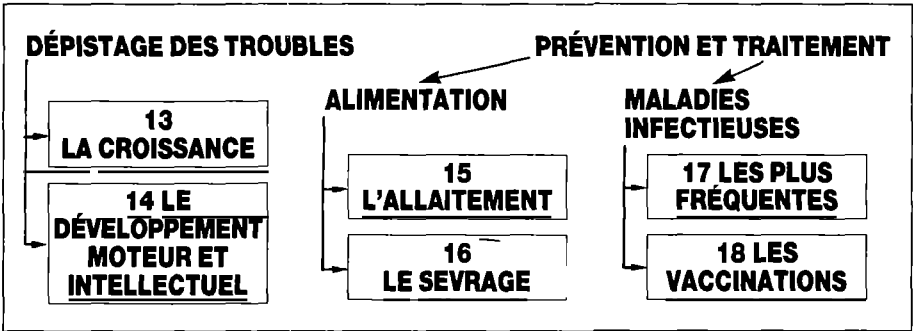 DÉPISTAGE DES TROUBLES
PRÉVENTION ET TRAITEMENT
13
LA CROISSANCE
14 LE
DÉVELOPPEMENT
MOTEUR ET
INTELLECTUEL
ALIMENTATION
15
L'ALLAITEMENT
16
LE SEVRAGE
MALADIES
INFECTIEUSES
17 LES PLUS
FRÉQUENTES
18 LES
VACCINATIONS